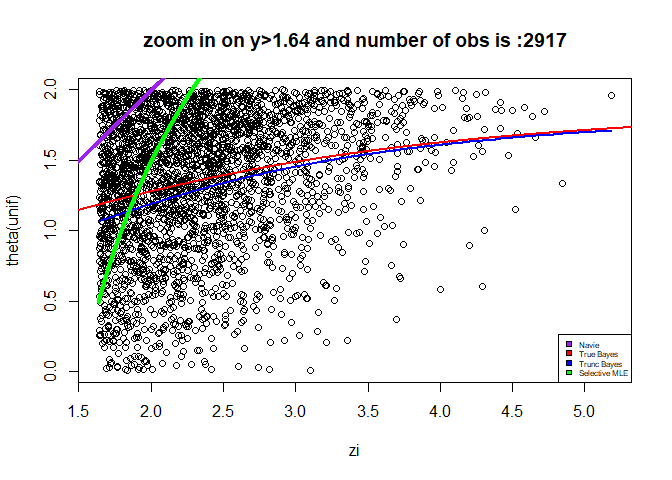 zoom in on y>1.64 and number of obs is :2917
theta(unif)
2.0
1.5
1.0
0.5
0.0
Navie
True Bayes
Trunc Bayes
Selective MLE
1.5 2.0 2.5 3.0 3.5 4.0 4.5 5.0
zi